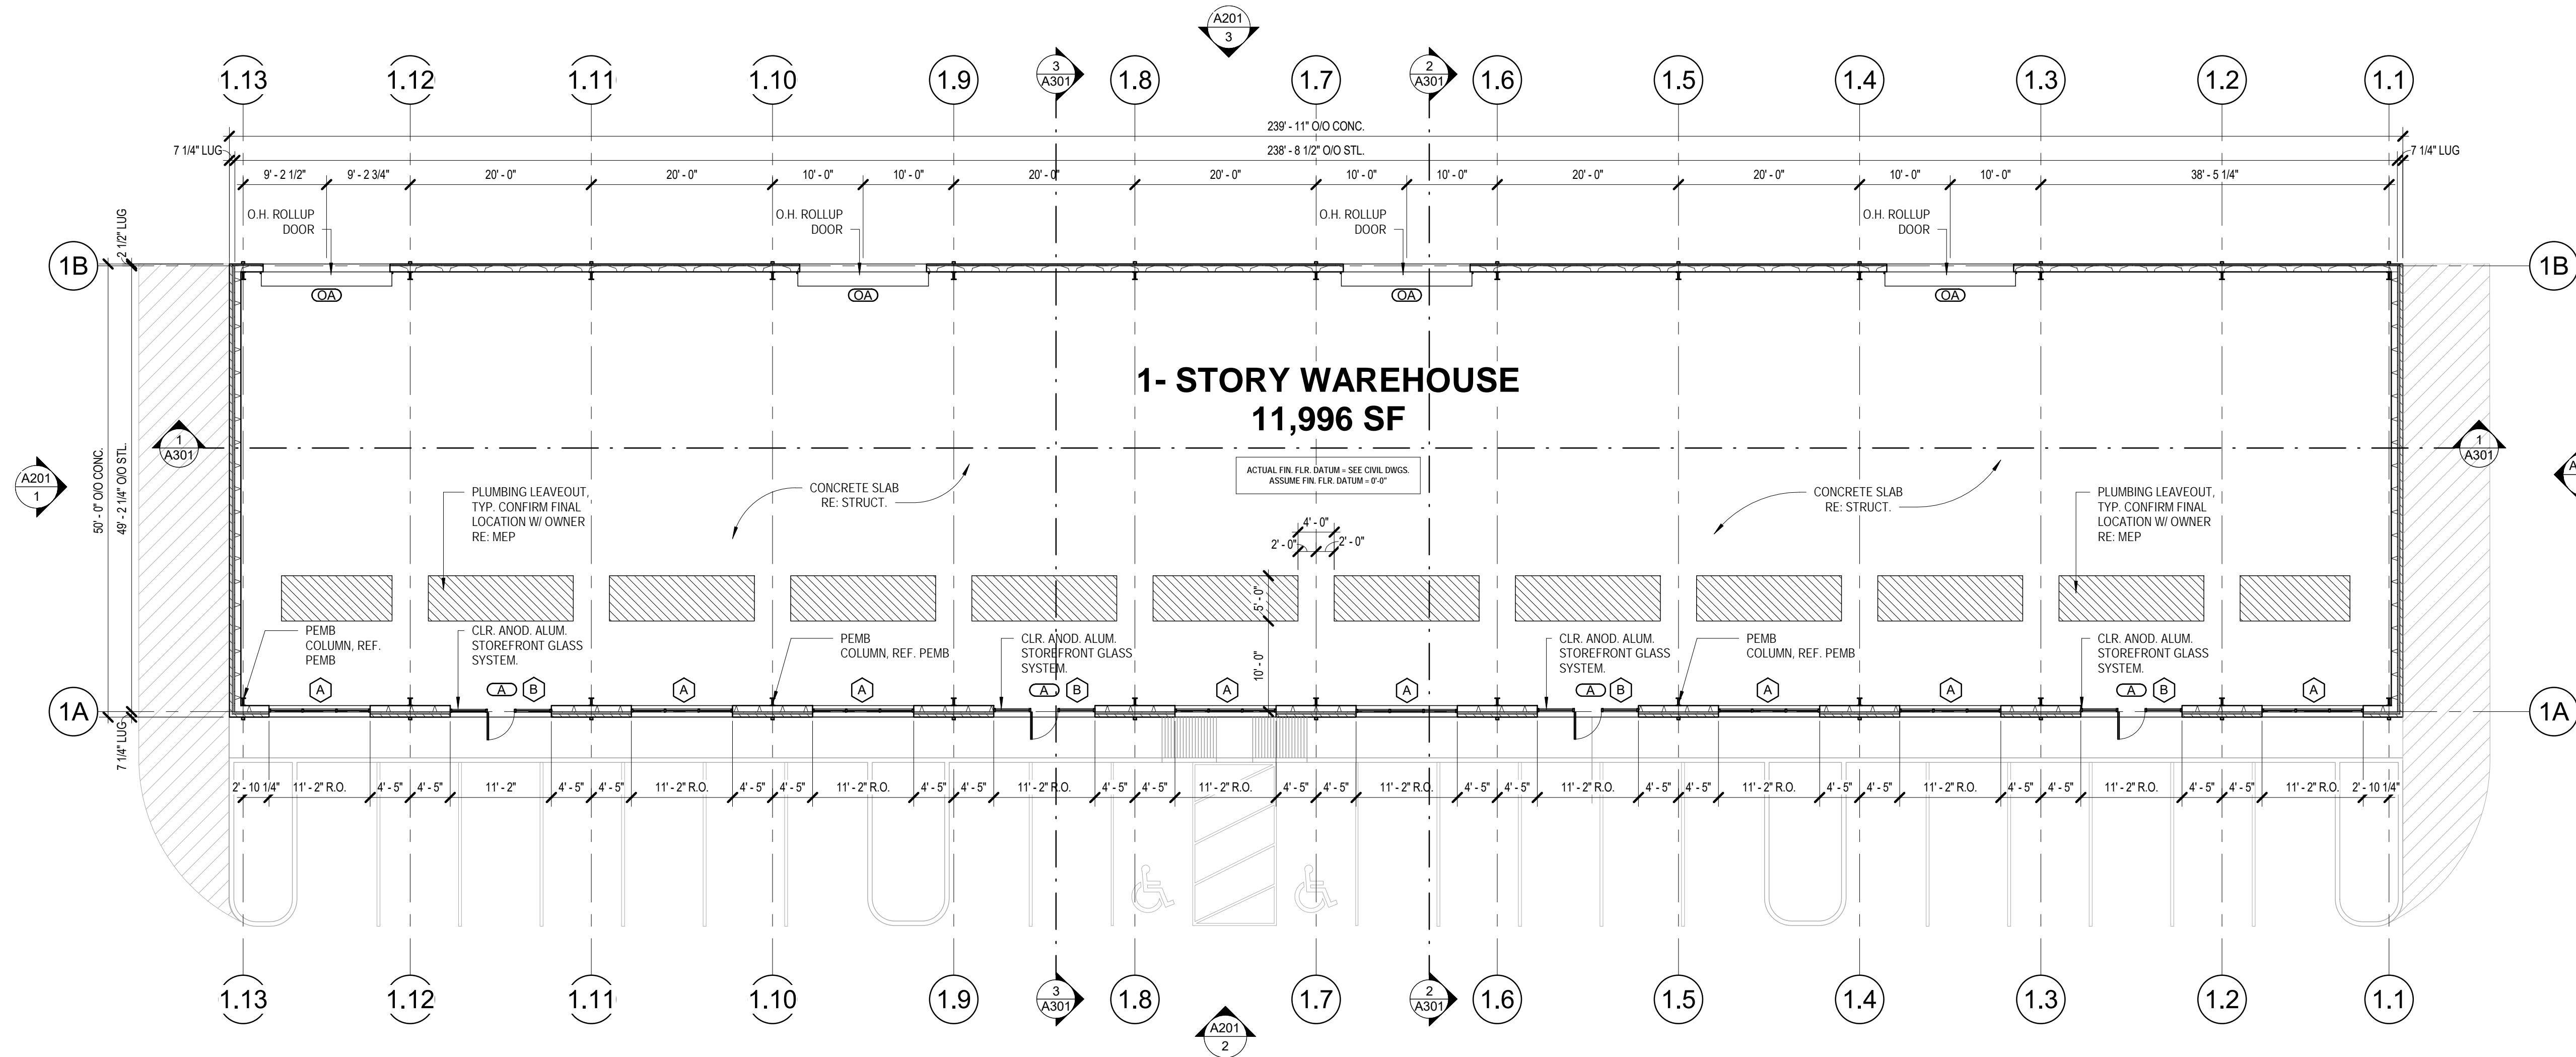 A201
3
1.13
1.12
1.11
1.10
1.9
3
A301
1.8
1.7
2
A301
1.6
1.5
1.4
1.3
1.2
1.1
239' - 11" O/O CONC.
7 1/4" LUG
238' - 8 1/2" O/O STL.
7 1/4" LUG
9' - 2 1/2"
9' - 2 3/4"
20' - 0"
20' - 0"
10' - 0"
10' - 0"
20' - 0"
20' - 0"
10' - 0"
10' - 0"
20' - 0"
20' - 0"
10' - 0"
10' - 0"
38' - 5 1/4"
2 1/2" LUG
O.H. ROLLUP
DOOR
O.H. ROLLUP
DOOR
O.H. ROLLUP
DOOR
O.H. ROLLUP
DOOR
1B
1B
OA
OA
OA
OA
1- STORY WAREHOUSE
11,996 SF
1
A301
1
A301
A201
1
50' - 0" O/O CONC.
49' - 2 1/4" O/O STL.
ACTUAL FIN. FLR. DATUM = SEE CIVIL DWGS.
ASSUME FIN. FLR. DATUM = 0'-0"
PLUMBING LEAVEOUT,
TYP. CONFIRM FINAL
LOCATION W/ OWNER
RE: MEP
CONCRETE SLAB
RE: STRUCT.
CONCRETE SLAB
RE: STRUCT.
PLUMBING LEAVEOUT,
TYP. CONFIRM FINAL
LOCATION W/ OWNER
RE: MEP
4' - 0"
2' - 0"
2' - 0"
5' - 0"
10' - 0"
PEMB
COLUMN, REF.
PEMB
CLR. ANOD. ALUM.
STOREFRONT GLASS
SYSTEM.
PEMB
COLUMN, REF. PEMB
CLR. ANOD. ALUM.
STOREFRONT GLASS
SYSTEM.
CLR. ANOD. ALUM.
STOREFRONT GLASS
SYSTEM.
PEMB
COLUMN, REF. PEMB
CLR. ANOD. ALUM.
STOREFRONT GLASS
SYSTEM.
A
A
B
A
A
A
B
A
A
A
B
A
A
A
B
A
1A
1A
7 1/4" LUG
2' - 10 1/4"
11' - 2" R.O.
4' - 5"
4' - 5"
11' - 2"
4' - 5"
4' - 5"
11' - 2" R.O.
4' - 5"
4' - 5"
11' - 2" R.O.
4' - 5"
4' - 5"
11' - 2" R.O.
4' - 5"
4' - 5"
11' - 2" R.O.
4' - 5"
4' - 5"
11' - 2" R.O.
4' - 5"
4' - 5"
11' - 2" R.O.
4' - 5"
4' - 5"
11' - 2" R.O.
4' - 5"
4' - 5"
11' - 2" R.O.
4' - 5"
4' - 5"
11' - 2" R.O.
4' - 5"
4' - 5"
11' - 2" R.O.
2' - 10 1/4"
1.13
1.12
1.11
1.10
1.9
3
A301
1.8
A201
2
1.7
2
A301
1.6
1.5
1.4
1.3
1.2
1.1